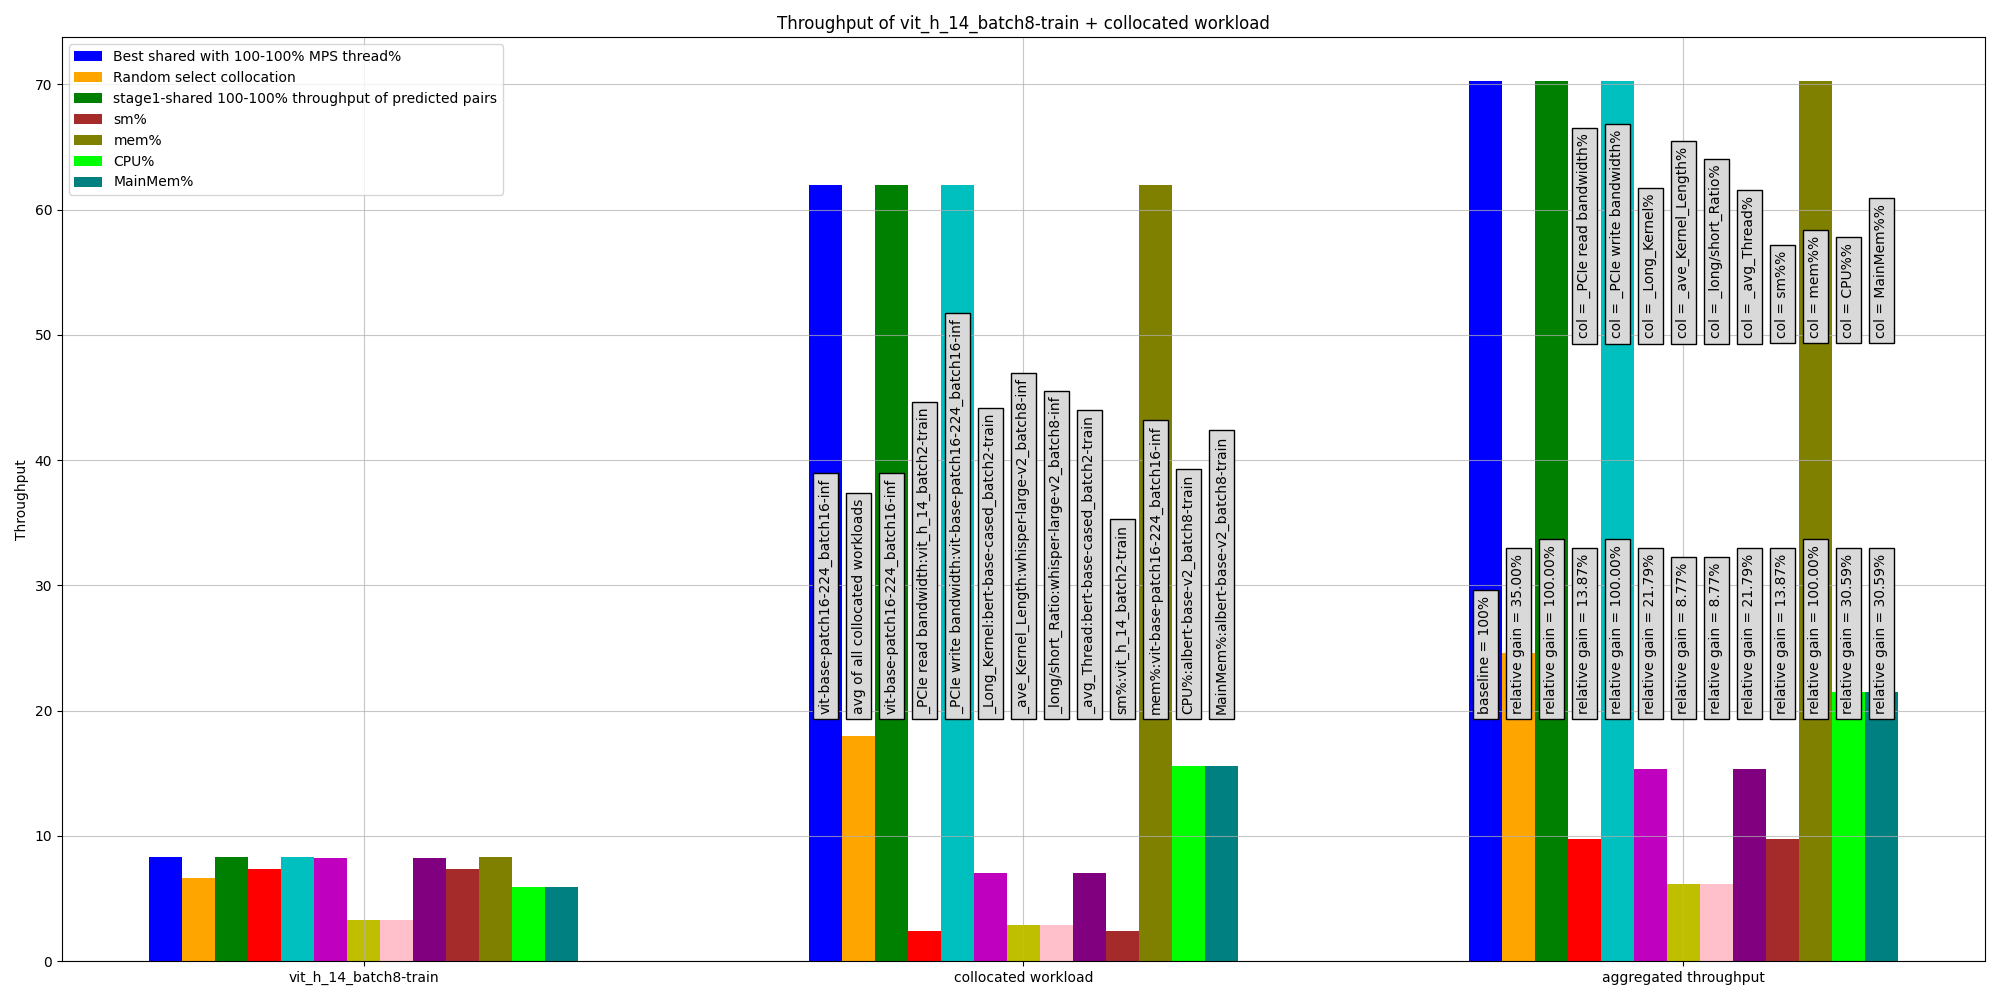 Throughput of vit_h_14_batch8-train + collocated workload
Best shared with 100-100% MPS thread%
Random select collocation
stage1-shared 100-100% throughput of predicted pairs
sm%
mem%
CPU%
MainMem%
Throughput
70
60
50
40
30
20
10
0
vit-base-patch16-224_batch16-inf
avg of all collocated workloads
vit-base-patch16-224_batch16-inf
_PCIe read bandwidth:vit_h_14_batch2-train
_PCIe write bandwidth:vit-base-patch16-224_batch16-inf
_Long_Kernel:bert-base-cased_batch2-train
_ave_Kernel_Length:whisper-large-v2_batch8-inf
_long/short_Ratio:whisper-large-v2_batch8-inf
_avg_Thread:bert-base-cased_batch2-train
sm%:vit_h_14_batch2-train
mem%:vit-base-patch16-224_batch16-inf
CPU%:albert-base-v2_batch8-train
MainMem%:albert-base-v2_batch8-train
col = _PCIe read bandwidth%
col = _PCIe write bandwidth%
col = _Long_Kernel%
col = _ave_Kernel_Length%
col = _long/short_Ratio%
col = _avg_Thread%
col = sm%%
col = mem%%
col = CPU%%
col = MainMem%%
baseline = 100%
relative gain = 35.00%
relative gain = 100.00%
relative gain = 13.87%
relative gain = 100.00%
relative gain = 21.79%
relative gain = 8.77%
relative gain = 8.77%
relative gain = 21.79%
relative gain = 13.87%
relative gain = 100.00%
relative gain = 30.59%
relative gain = 30.59%
vit_h_14_batch8-train
collocated workload
aggregated throughput